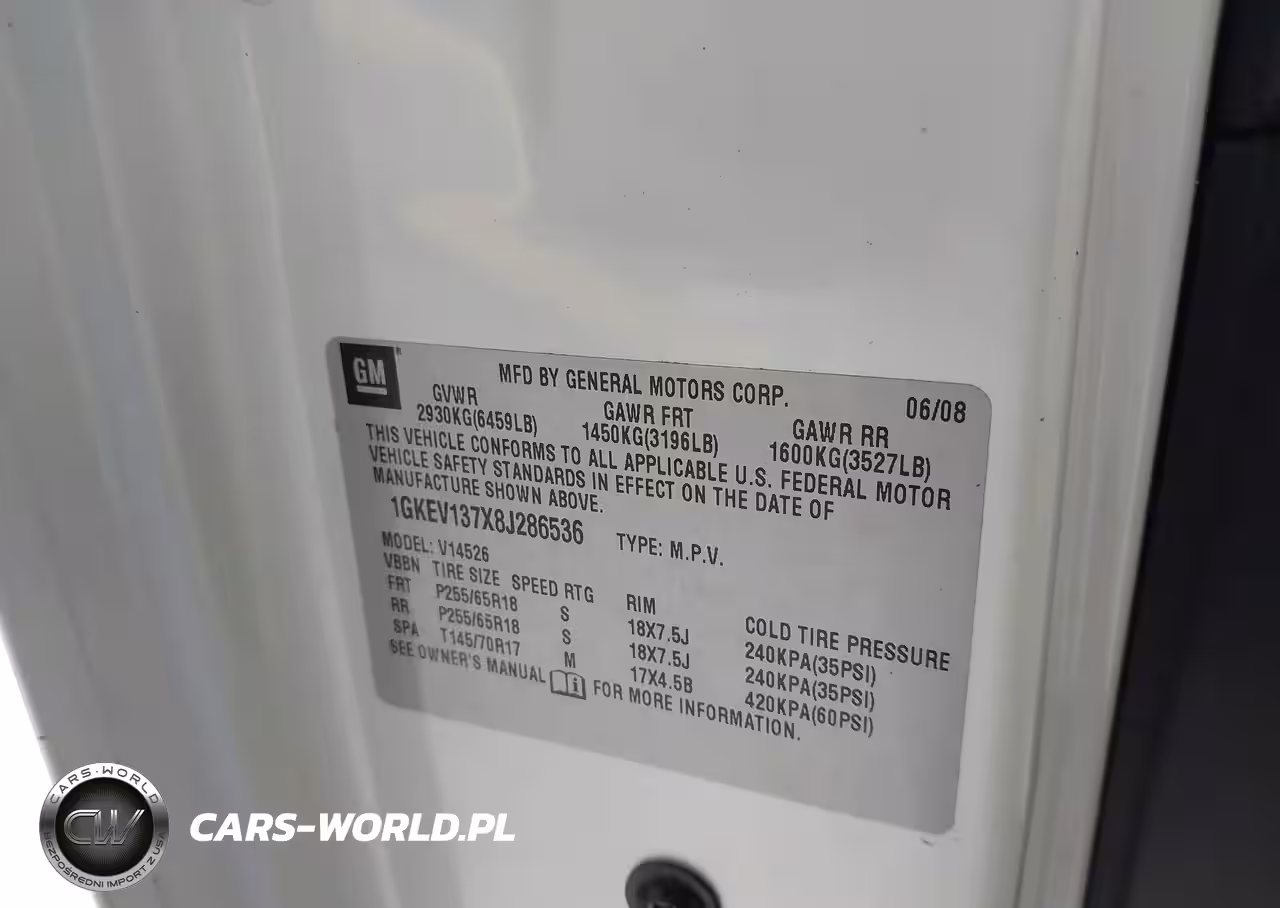 GM
MFD BY GENERAL MOTORS CORP.
06/08
GVWR GAWR FRT GAWR RR
2930KG(6459LB) 1450KG(3196LB) 1600KG(3527LB)
THIS VEHICLE CONFORMS TO ALL APPLICABLE U.S. FEDERAL MOTOR
VEHICLE SAFETY STANDARDS IN EFFECT ON THE DATE OF
MANUFACTURE SHOWN ABOVE.
1GKEV137X8J286536 TYPE: M.P.V.
MODEL: V14526
VBBN TIRE SIZE SPEED RTG RIM COLD TIRE PRESSURE
FRT P255/65R18 S 18X7.5J 240KPA(35PSI)
RR P255/65R18 S 18X7.5J 240KPA(35PSI)
SPA T145/70R17 M 17X4.5B 420KPA(60PSI)
SEE OWNER'S MANUAL FOR MORE INFORMATION.
CARS-WORLD
CW
BEZPOŚREDNI IMPORT Z USA
CARS-WORLD.PL